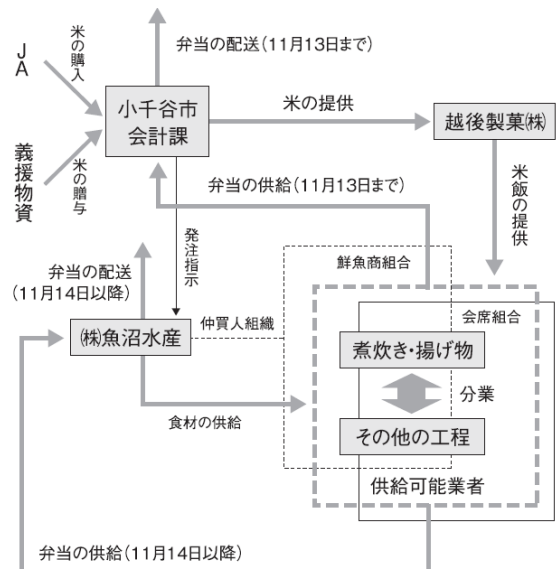 弁当の配送（11月13日まで）
JA
米の購入
小千谷市
会計課
米の提供
越後製菓㈱
義援物資
米の贈与
弁当の供給（11月13日まで）
米飯の提供
発注指示
弁当の配送
（11月14日以降）
鮮魚商組合
㈱魚沼水産
仲買人組織
会席組合
煮炊き・揚げ物
分業
食材の供給
その他の工程
供給可能業者
弁当の供給（11月14日以降）